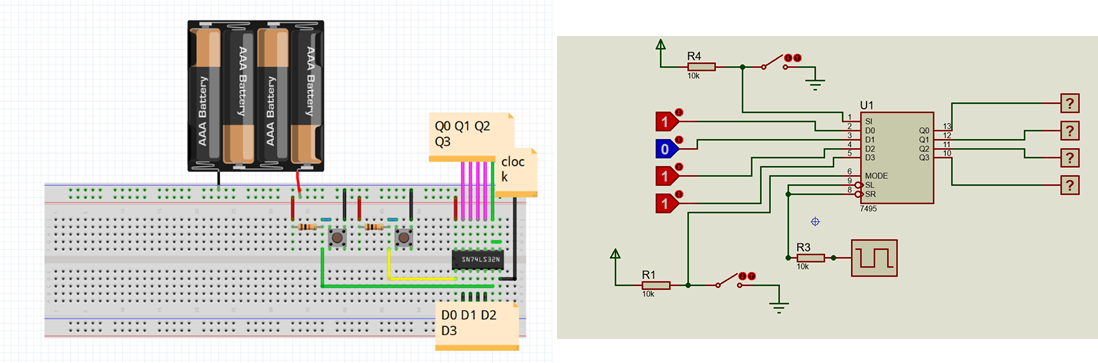 AAA Battery
AAA Battery
AAA Battery
AAA Battery
Q0 Q1 Q2
Q3
cloc
k
SN74LS32N
D0 D1 D2
D3
R4
10k
1
0
1
1
U1
1 SI
2 D0
3 D1
4 D2
5 D3
6 MODE
9 SL
8 SR
Q0 13
Q1 12
Q2 11
Q3 10
7495
?
?
?
?
R3
10k
R1
10k